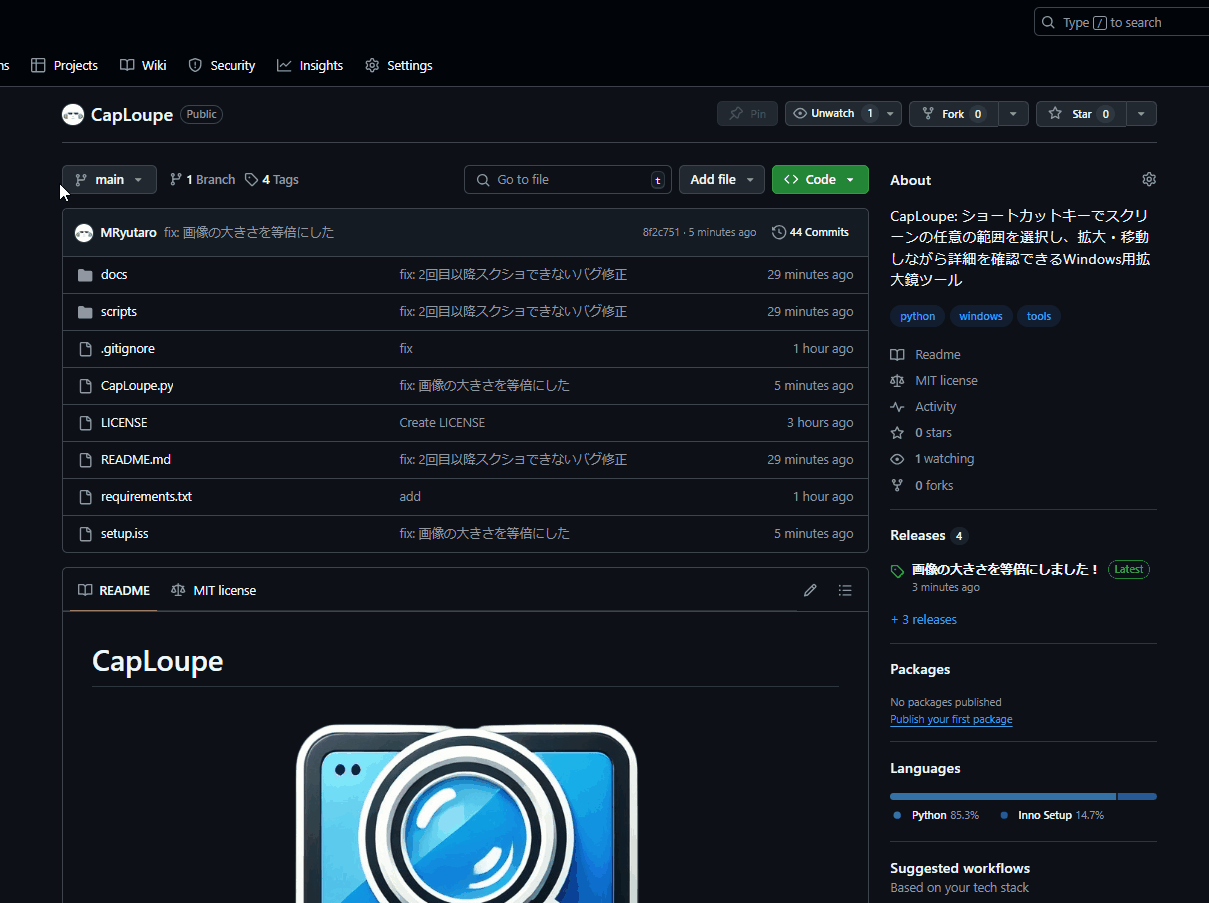 Type / to search
ns Projects Wiki Security Insights Settings
CapLoupe Public
Pin Unwatch 1 Fork 0 Star 0
main 1 Branch 4 Tags Go to file t Add file Code
MRyutaro fix: 画像の大きさを等倍にした 8f2c751 · 5 minutes ago 44 Commits
docs fix: 2回目以降スクショできないバグ修正 29 minutes ago
scripts fix: 2回目以降スクショできないバグ修正 29 minutes ago
.gitignore fix 1 hour ago
CapLoupe.py fix: 画像の大きさを等倍にした 5 minutes ago
LICENSE Create LICENSE 3 hours ago
README.md fix: 2回目以降スクショできないバグ修正 29 minutes ago
requirements.txt add 1 hour ago
setup.iss fix: 画像の大きさを等倍にした 5 minutes ago
README MIT license
CapLoupe
About
CapLoupe: ショートカットキーでスクリ
ーンの任意の範囲を選択し、拡大・移動
しながら詳細を確認できるWindows用拡
大鏡ツール
python windows tools
Readme
MIT license
Activity
0 stars
1 watching
0 forks
Releases 4
画像の大きさを等倍にしました！ Latest
3 minutes ago
+ 3 releases
Packages
No packages published
Publish your first package
Languages
Python 85.3% Inno Setup 14.7%
Suggested workflows
Based on your tech stack